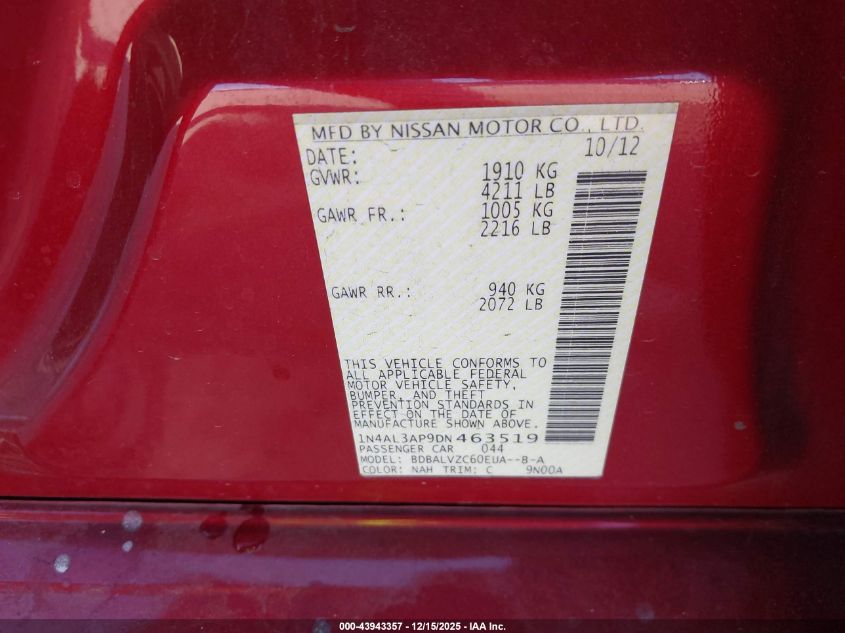 MFD BY NISSAN MOTOR CO., LTD.
DATE: 10/12
GVWR: 1910 KG
4211 LB
GAWR FR.: 1005 KG
2216 LB
GAWR RR.: 940 KG
2072 LB
THIS VEHICLE CONFORMS TO
ALL APPLICABLE FEDERAL
MOTOR VEHICLE SAFETY,
BUMPER, AND THEFT
PREVENTION STANDARDS IN
EFFECT ON THE DATE OF
MANUFACTURE SHOWN ABOVE.
1N4AL3AP9DN463519
PASSENGER CAR 044
MODEL: BDBALVZC60EUA--B-A
COLOR: NAH TRIM: C 9N00A
000-43943357 - 12/15/2025 - IAA Inc.